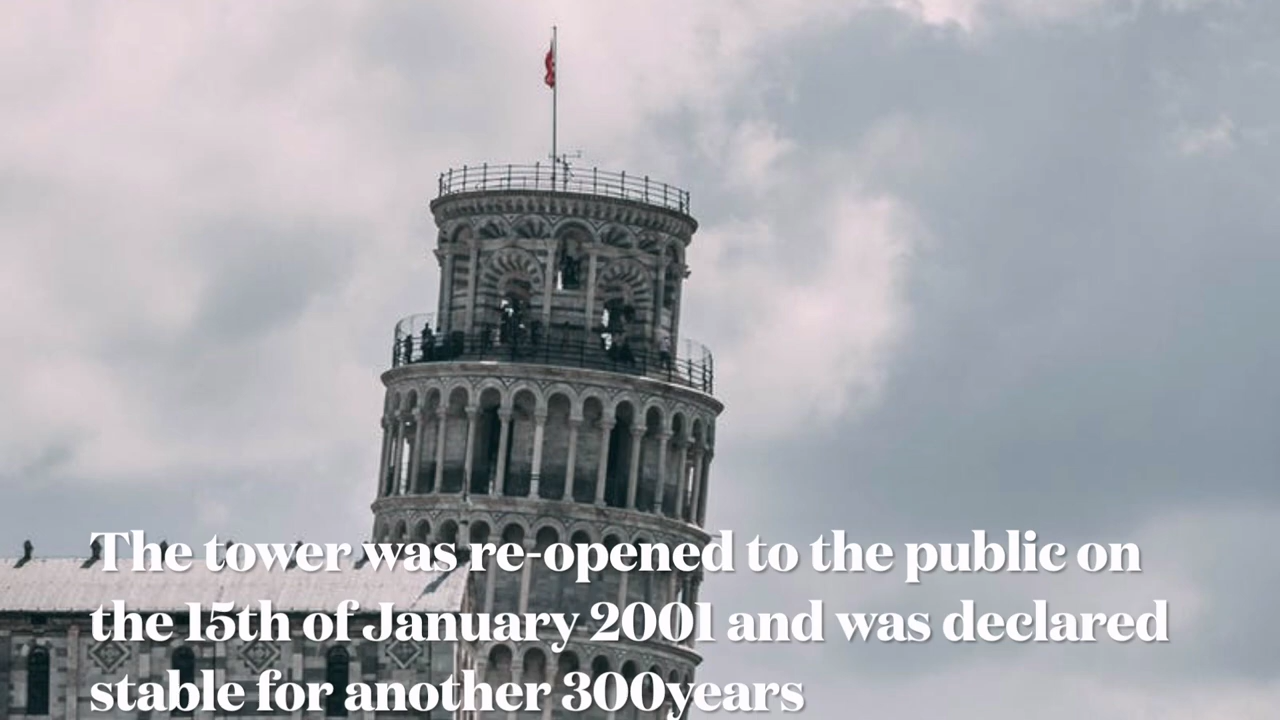 The tower was re-opened to the public on
the 15th of January 2001 and was declared
stable for another 300years